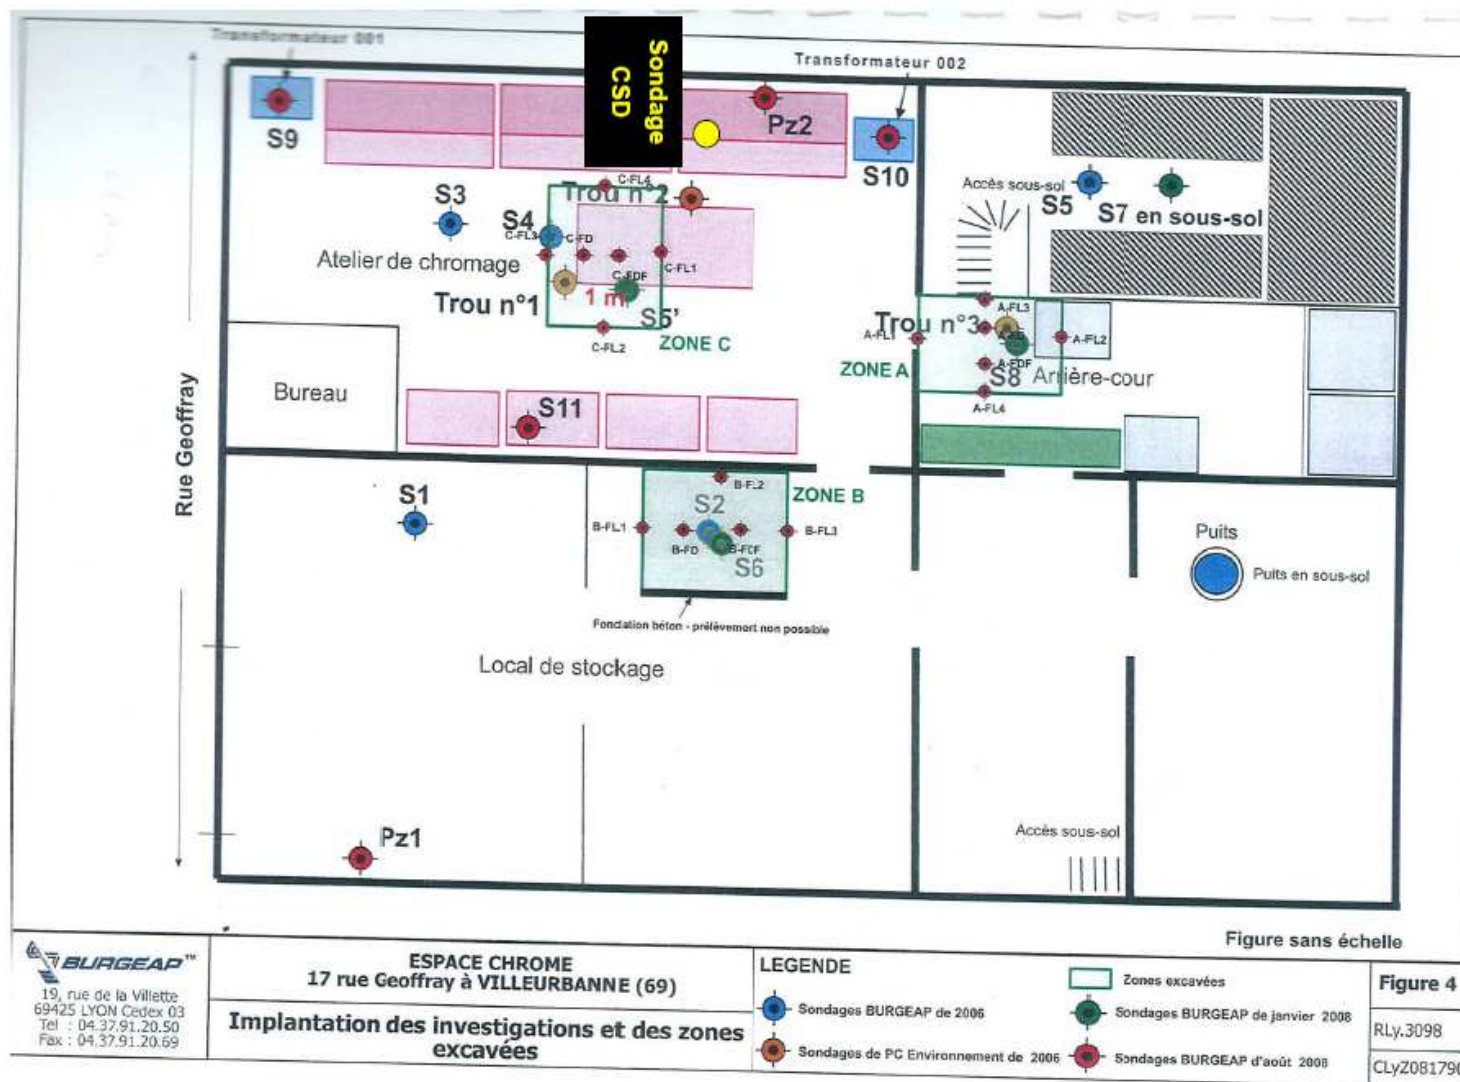 Transformateur 001
Sondage
CSD
Transformateur 002
S9
Pz2
S10
Accès sous-sol
S5
S7 en sous-sol
C-FL4
Trou n°2
S3
S4
C-FL3
C-FD
C-FL1
Atelier de chromage
C-FDF
Trou n°1
1 m
S5'
C-FL2
ZONE C
A-FL3
Trou n°3
A-FL1
A-FD
A-FL2
A-FDF
ZONE A
S8
Arrière-cour
A-FL4
Bureau
S11
Rue Geoffray
S1
B-FL2
ZONE B
S2
B-FL1
B-FD
B-FDF
B-FL3
S6
Puits
Puits en sous-sol
Fondation béton - prélèvement non possible
Local de stockage
Accès sous-sol
Pz1
Figure sans échelle
BURGEAP™
19, rue de la Villette
69425 LYON Cedex 03
Tel : 04.37.91.20.50
Fax : 04.37.91.20.69
ESPACE CHROME
17 rue Geoffray à VILLEURBANNE (69)
Implantation des investigations et des zones
excavées
LEGENDE
Zones excavées
Sondages BURGEAP de 2006
Sondages BURGEAP de janvier 2008
Sondages de PC Environnement de 2006
Sondages BURGEAP d'août 2008
Figure 4
RLy.3098
CLyZ081790